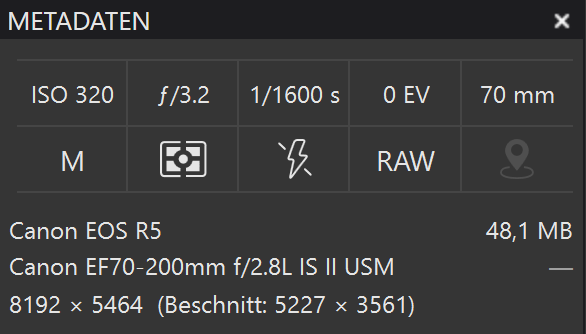 METADATEN
ISO 320 ƒ/3.2 1/1600 s 0 EV 70 mm
M RAW
Canon EOS R5 48,1 MB
Canon EF70-200mm f/2.8L IS II USM —
8192 × 5464 (Beschnitt: 5227 × 3561)